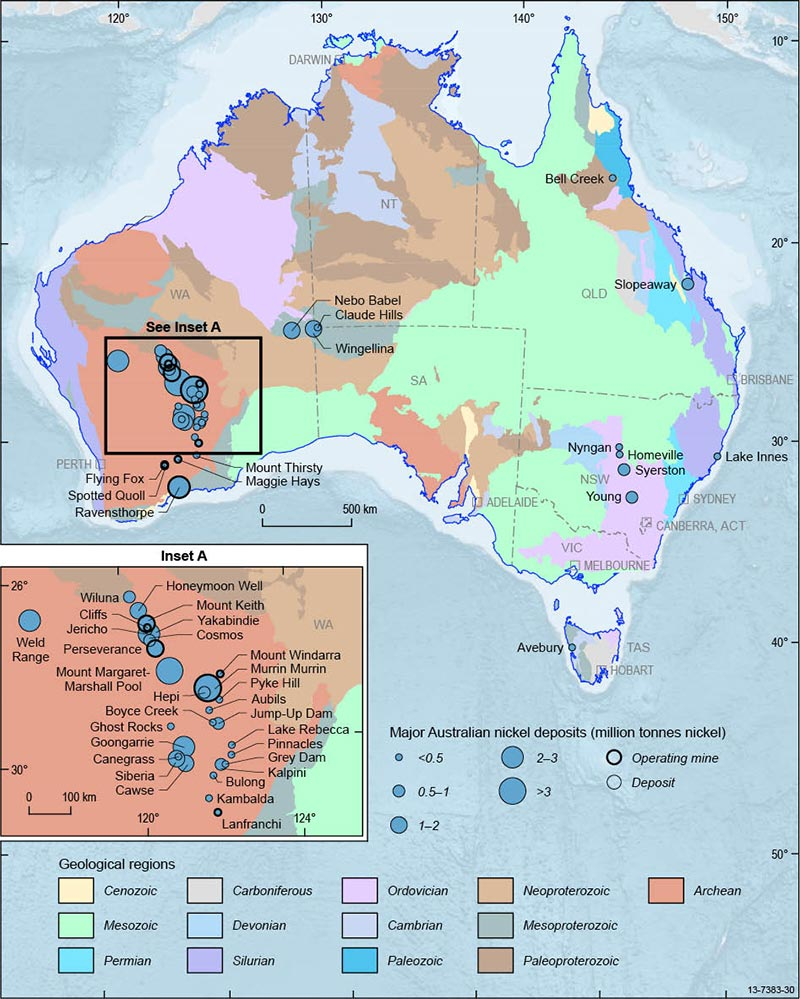 120°
130°
140°
150°
10°
DARWIN
Bell Creek
NT
20°
Slopeaway
WA
QLD
Nebo Babel
Claude Hills
See Inset A
Wingellina
SA
BRISBANE
30°
Nyngan
Homeville
Lake Innes
PERTH
Mount Thirsty
Syerston
Flying Fox
Maggie Hays
NSW
Spotted Quoll
Young
SYDNEY
Ravensthorpe
ADELAIDE
0 500 km
CANBERRA, ACT
VIC
MELBOURNE
Inset A
26°
Honeymoon Well
Wiluna
Mount Keith
Cliffs
Yakabindie
Jericho
Cosmos
WA
Weld
Range
Perseverance
Mount Windarra
Mount Margaret-
Marshall Pool
Murrin Murrin
Pyke Hill
Hepi
Aubils
Boyce Creek
Jump-Up Dam
Ghost Rocks
Lake Rebecca
Goongarrie
Pinnacles
Canegrass
Grey Dam
30°
Kalpini
Siberia
Bulong
Cawse
Kambalda
0 100 km
Lanfranchi
120°
124°
Avebury
TAS
40°
HOBART
Major Australian nickel deposits (million tonnes nickel)
<0.5
2–3
Operating mine
0.5–1
>3
Deposit
1–2
50°
Geological regions
Cenozoic
Carboniferous
Ordovician
Neoproterozoic
Archean
Mesozoic
Devonian
Cambrian
Mesoproterozoic
Permian
Silurian
Paleozoic
Paleoproterozoic
13-7383-30